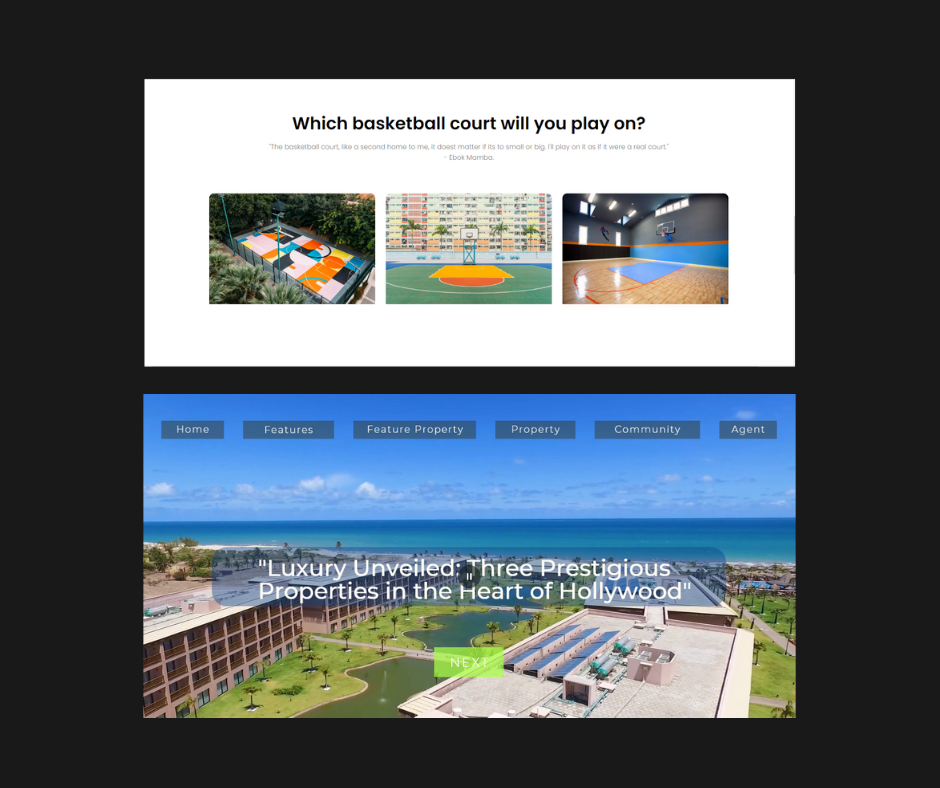 Which basketball court will you play on?
"The basketball court, like a second home to me, it doest matter if its to small or big. I'll play on it as if it were a real court."
- Ebok Mamba.
Home Features Feature Property Property Community Agent
"Luxury Unveiled: Three Prestigious
"
Properties in the Heart of Hollywood"
NEXT